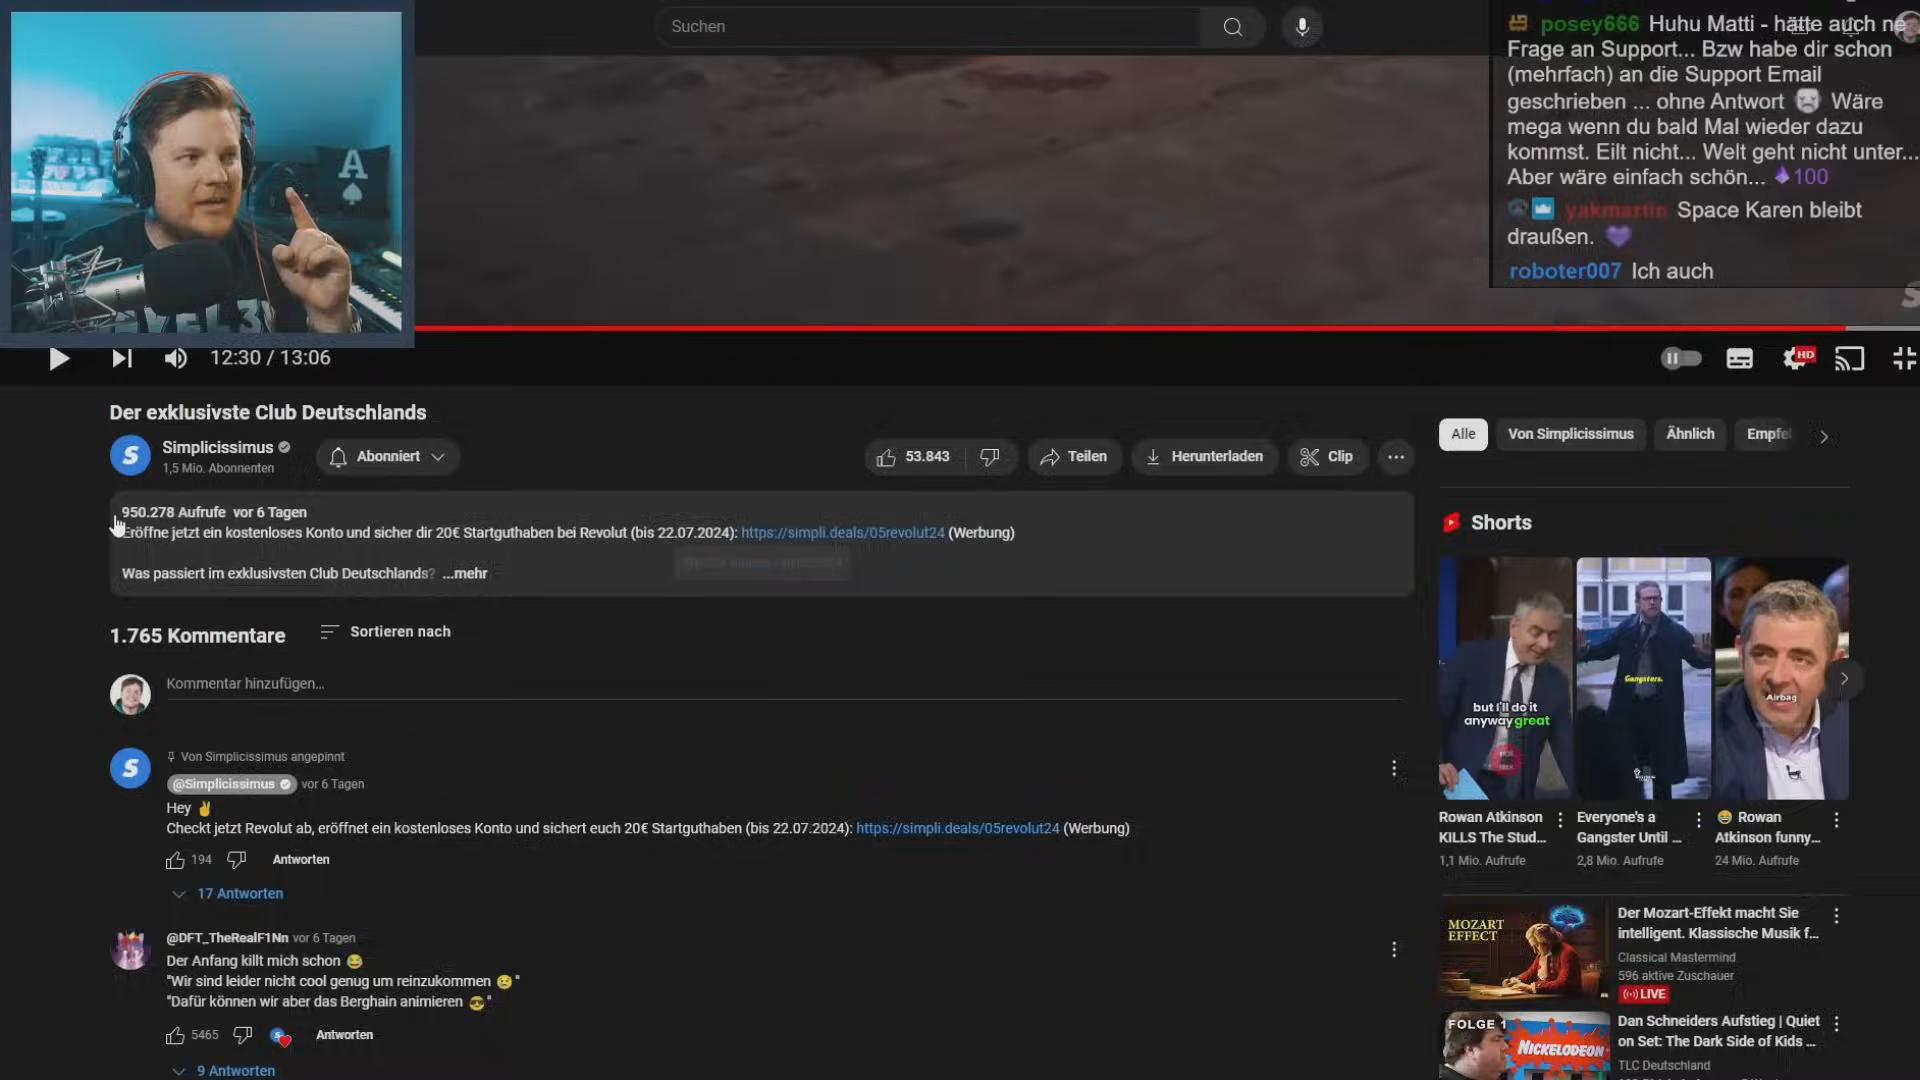 Suchen
posey666 Huhu Matti - hätte auch ne
Frage an Support... Bzw habe dir schon
(mehrfach) an die Support Email
geschrieben ... ohne Antwort Wäre
mega wenn du bald Mal wieder dazu
kommst. Eilt nicht... Welt geht nicht unter...
Aber wäre einfach schön... 100
yakmartin Space Karen bleibt
draußen. 💜
roboter007 Ich auch
A
12:30 / 13:06
HD
Der exklusivste Club Deutschlands
S
Simplicissimus
1,5 Mio. Abonnenten
Abonniert
53.843
Teilen
Herunterladen
Clip
950.278 Aufrufe vor 6 Tagen
Eröffne jetzt ein kostenloses Konto und sicher dir 20€ Startguthaben bei Revolut (bis 22.07.2024): https://simpli.deals/05revolut24 (Werbung)
Was passiert im exklusivsten Club Deutschlands? ...mehr
1.765 Kommentare
Sortieren nach
Kommentar hinzufügen...
S
Von Simplicissimus angepinnt
@Simplicissimus vor 6 Tagen
Hey ✌
Checkt jetzt Revolut ab, eröffnet ein kostenloses Konto und sichert euch 20€ Startguthaben (bis 22.07.2024): https://simpli.deals/05revolut24 (Werbung)
194
Antworten
17 Antworten
@DFT_TheRealF1Nn vor 6 Tagen
Der Anfang killt mich schon 😂
"Wir sind leider nicht cool genug um reinzukommen 😢"
"Dafür können wir aber das Berghain animieren 😎"
5465
Antworten
9 Antworten
Alle
Von Simplicissimus
Ähnlich
Shorts
but I'll do it
anyway great
Gangsters.
Airbag
Rowan Atkinson
KILLS The Stud...
1,1 Mio. Aufrufe
Everyone's a
Gangster Until ...
2,8 Mio. Aufrufe
😄 Rowan
Atkinson funny...
24 Mio. Aufrufe
MOZART
EFFECT
Der Mozart-Effekt macht Sie
intelligent. Klassische Musik f...
Classical Mastermind
596 aktive Zuschauer
LIVE
FOLGE 1
NICKELODEON
Dan Schneiders Aufstieg | Quiet
on Set: The Dark Side of Kids ...
TLC Deutschland